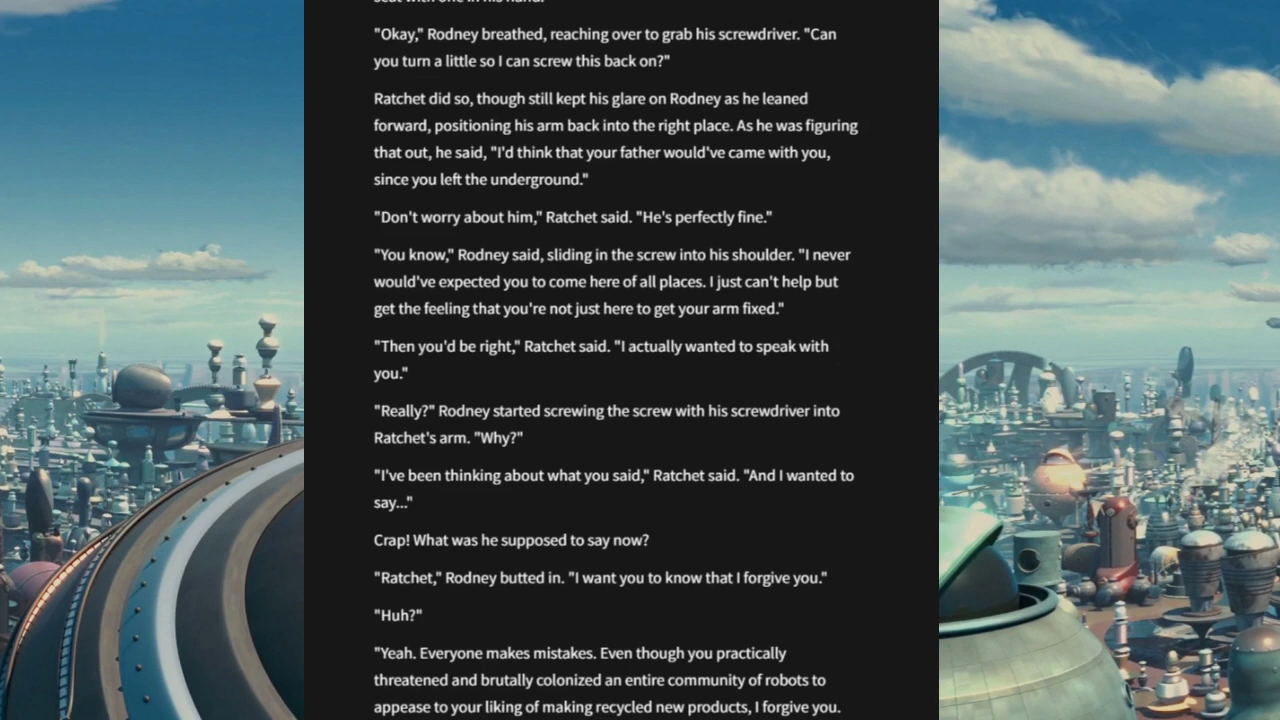 seat with one in his hand.
"Okay," Rodney breathed, reaching over to grab his screwdriver. "Can
you turn a little so I can screw this back on?"
Ratchet did so, though still kept his glare on Rodney as he leaned
forward, positioning his arm back into the right place. As he was figuring
that out, he said, "I'd think that your father would've came with you,
since you left the underground."
"Don't worry about him," Ratchet said. "He's perfectly fine."
"You know," Rodney said, sliding in the screw into his shoulder. "I never
would've expected you to come here of all places. I just can't help but
get the feeling that you're not just here to get your arm fixed."
"Then you'd be right," Ratchet said. "I actually wanted to speak with
you."
"Really?" Rodney started screwing the screw with his screwdriver into
Ratchet's arm. "Why?"
"I've been thinking about what you said," Ratchet said. "And I wanted to
say..."
Crap! What was he supposed to say now?
"Ratchet," Rodney butted in. "I want you to know that I forgive you."
"Huh?"
"Yeah. Everyone makes mistakes. Even though you practically
threatened and brutally colonized an entire community of robots to
appease to your liking of making recycled new products, I forgive you.